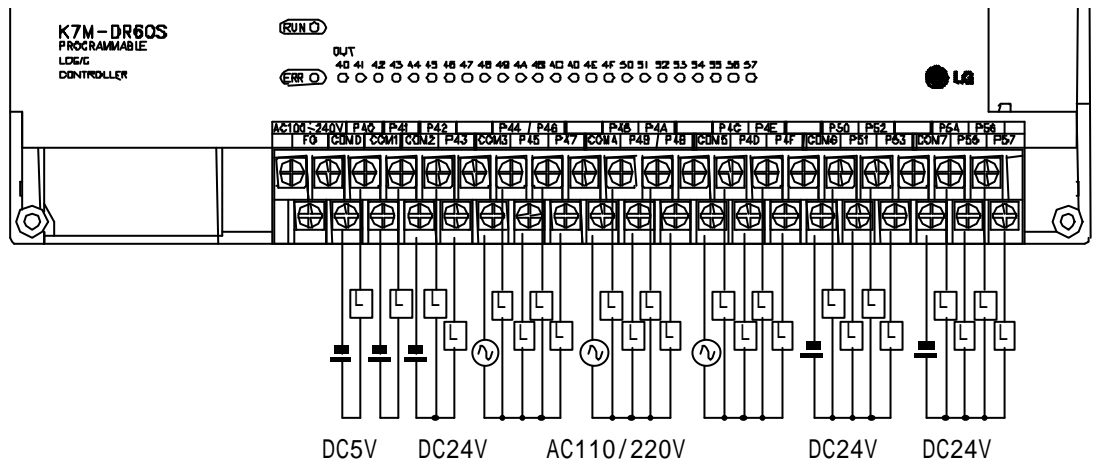 K7M-DR60S
PROGRAMMABLE
LOGIC
CONTROLLER
RUN
ERR
OUT
40 41 42 43 44 45 46 47 48 49 4A 4B 4C 4D 4E 4F 50 51 52 53 54 55 56 57
LG
AC100~240V P40 P41 P42 P44 P46 P48 P4A P4C P4E P50 P52 P54 P56
FG COM0 COM1 COM2 P43 COM3 P45 P47 COM4 P49 P4B COM5 P4D P4F COM6 P51 P53 COM7 P55 P57
L L L L L L L L L L
L L L L L L L L L L L
DC5V DC24V AC110/220V DC24V DC24V